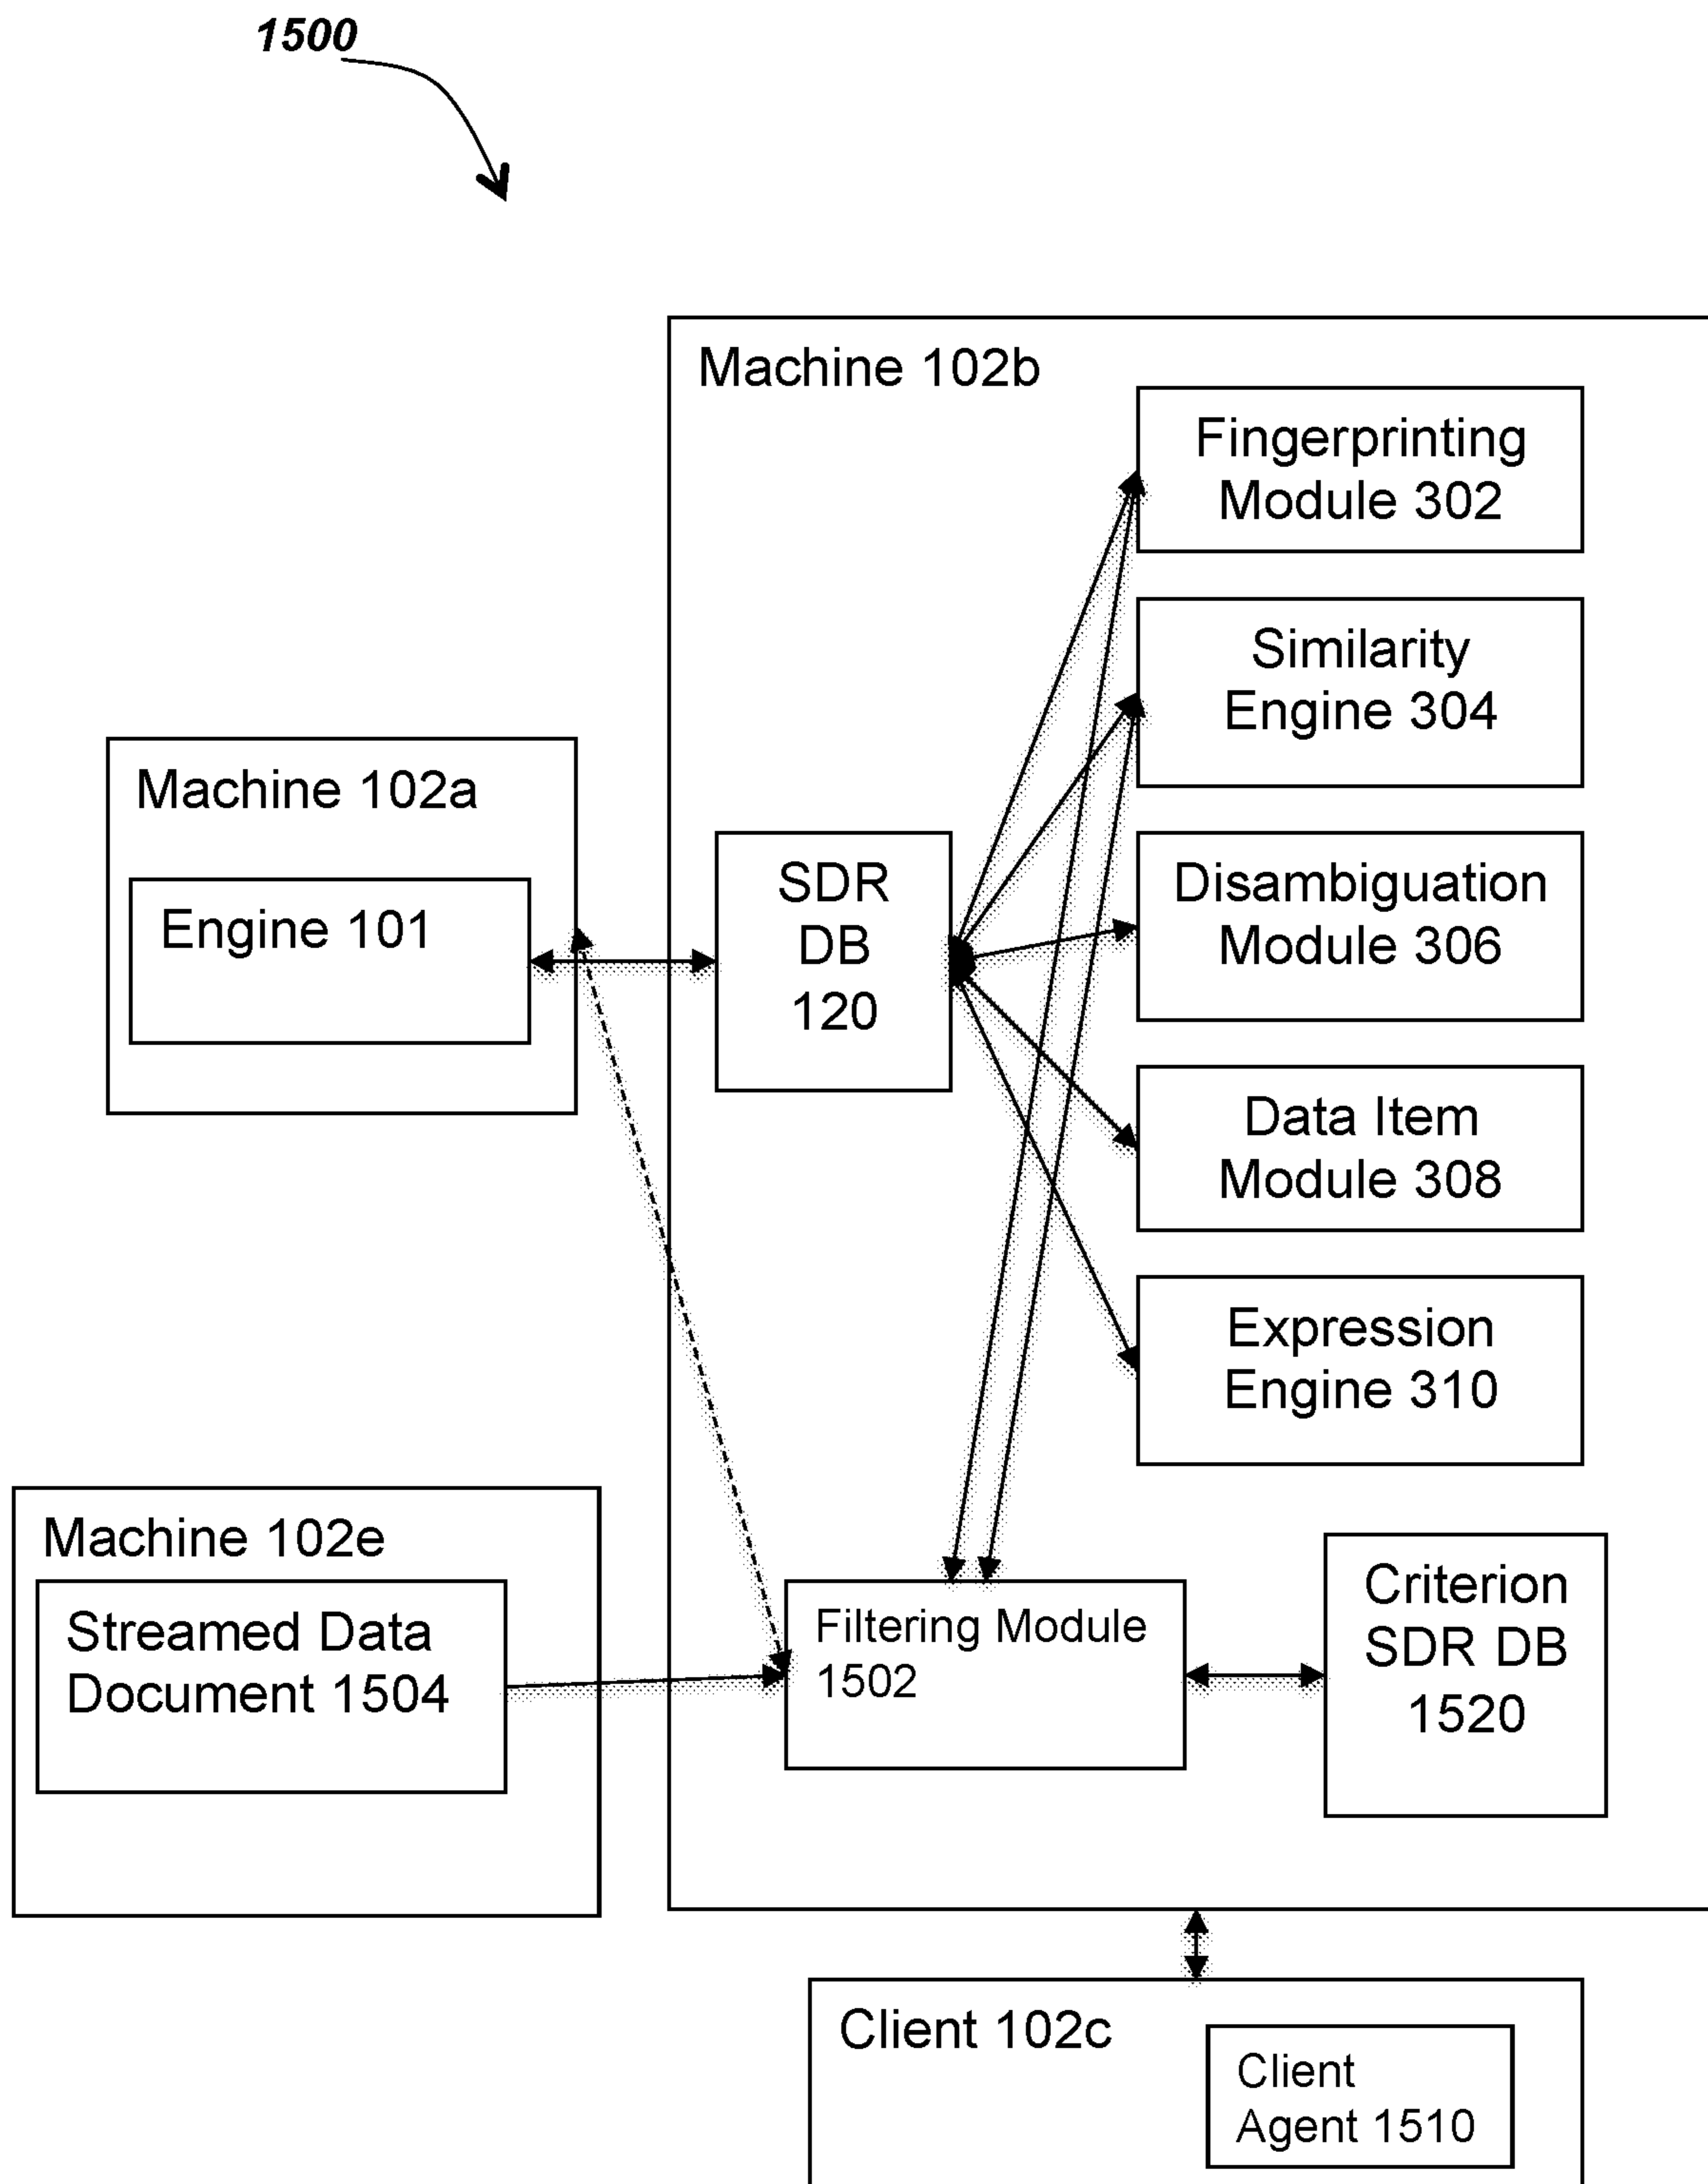 1500
Machine 102b
Fingerprinting
Module 302
Similarity
Engine 304
Machine 102a
Engine 101
SDR
DB
120
Disambiguation
Module 306
Data Item
Module 308
Expression
Engine 310
Machine 102e
Streamed Data
Document 1504
Filtering Module
1502
Criterion
SDR DB
1520
Client 102c
Client
Agent 1510